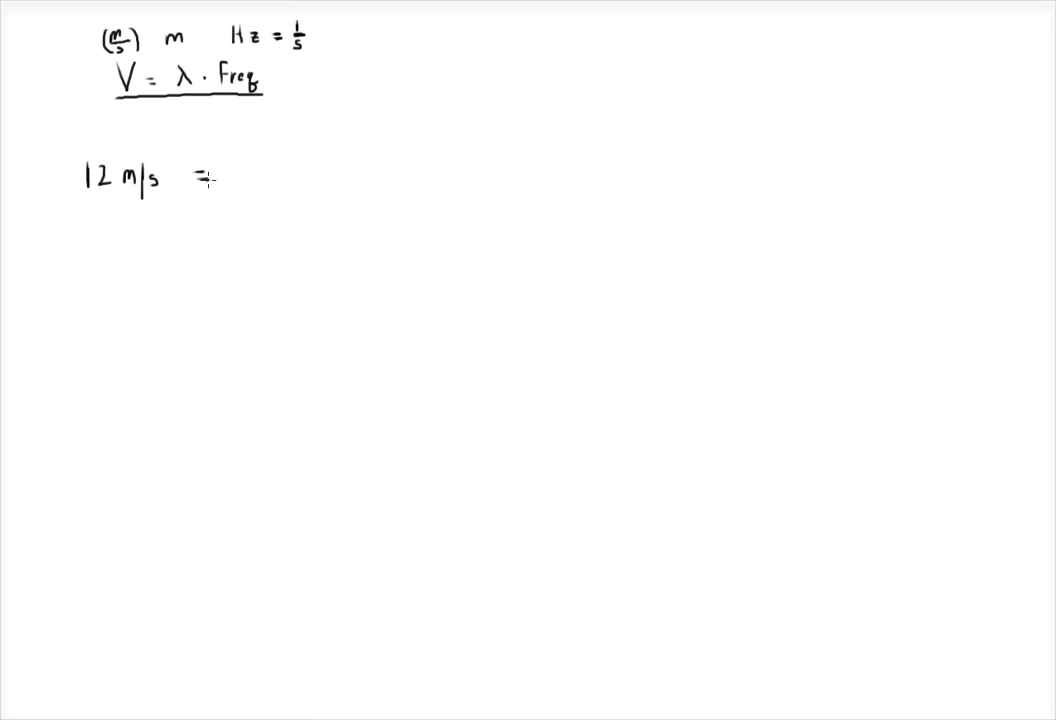 (m/s) m Hz = 1/s
V = λ · Freq
12 m/s =